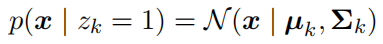 p(x | z_k = 1) = 𝒩(x | μ_k, Σ_k)